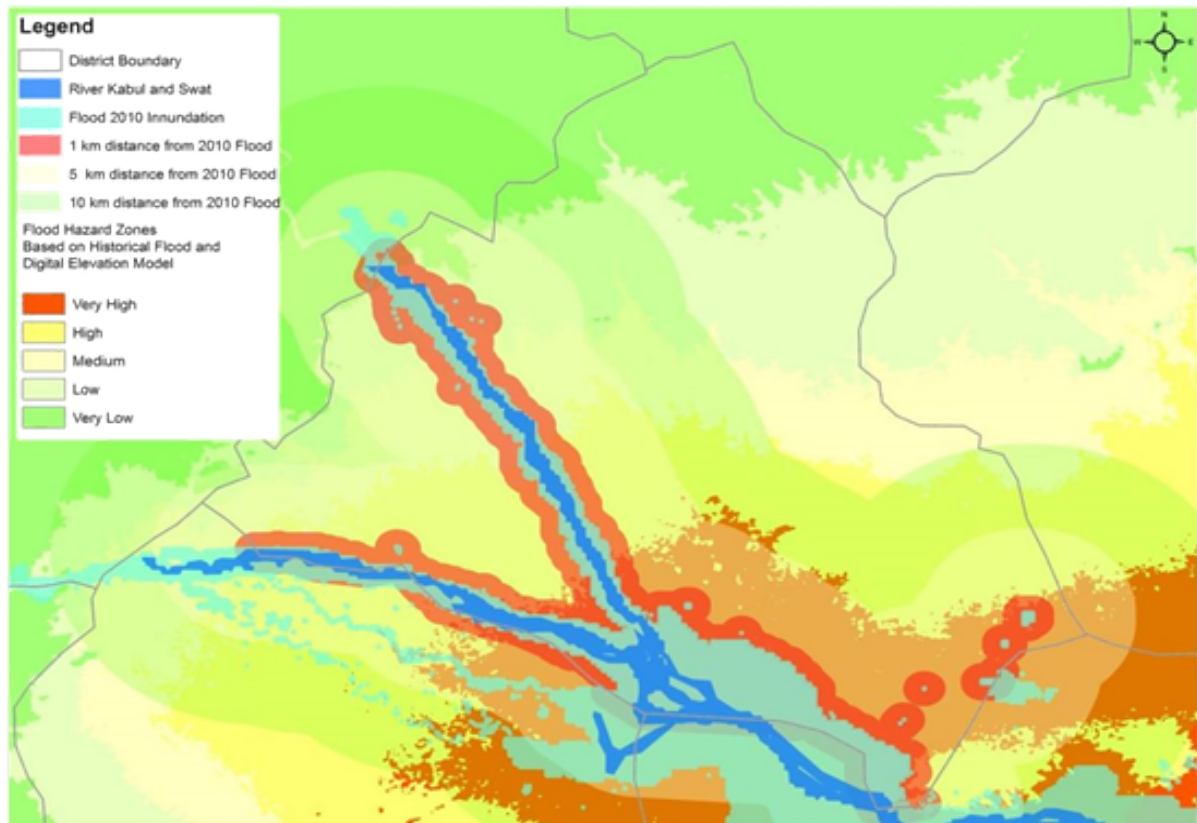 Legend
District Boundary
River Kabul and Swat
Flood 2010 Innundation
1 km distance from 2010 Flood
5 km distance from 2010 Flood
10 km distance from 2010 Flood
Flood Hazard Zones
Based on Historical Flood and
Digital Elevation Model
Very High
High
Medium
Low
Very Low
N
W E
S